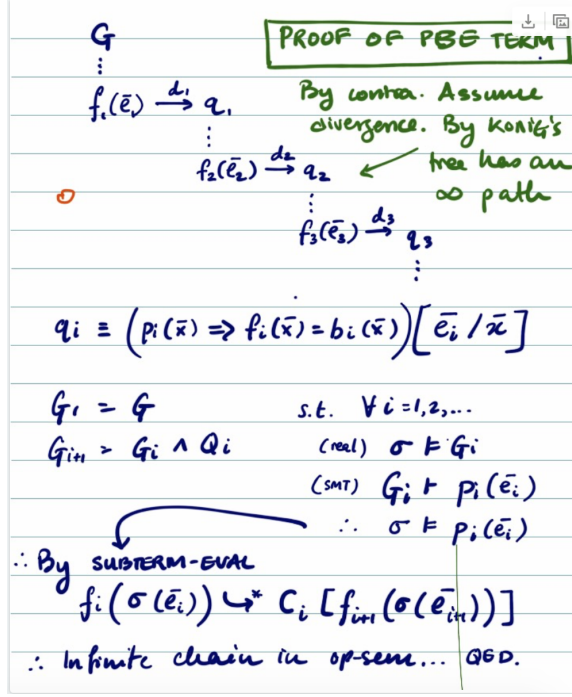 G
PROOF OF PBE TERM
⋮
f₁(ē) —d₁→ q₁
By contra. Assume
divergence. By KONIG's
tree has an
∞ path
⋮
f₂(ē₂) —d₂→ q₂
⋮
f₃(ē₃) —d₃→ q₃
⋮
qᵢ ≡ (pᵢ(x̄) ⇒ fᵢ(x̄) = bᵢ(x̄))[ēᵢ/x̄]
G₁ = G s.t. ∀ i = 1,2,...
Gᵢ₊₁ = Gᵢ ∧ Qᵢ (real) σ ⊨ Gᵢ
(SMT) Gᵢ ⊢ pᵢ(ēᵢ)
∴ σ ⊨ pᵢ(ēᵢ)
∴ By SUBTERM-EVAL
fᵢ(σ(ēᵢ)) ↪* Cᵢ[fᵢ₊₁(σ(ēᵢ₊₁))]
∴ Infinite chain in op-sem... QED.